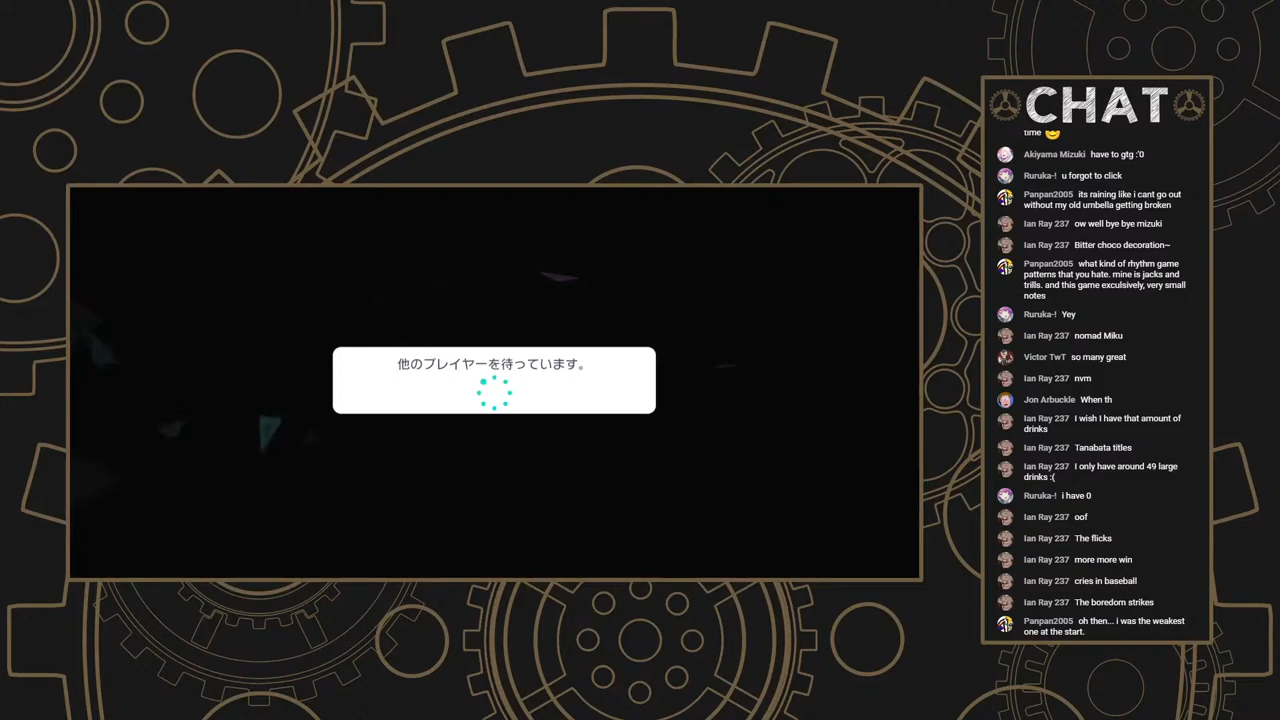 CHAT
time
Akiyama Mizuki have to gtg :'0
Ruruka-! u forgot to click
Panpan2005 its raining like i cant go out
without my old umbella getting broken
Ian Ray 237 ow well bye bye mizuki
Ian Ray 237 Bitter choco decoration~
Panpan2005 what kind of rhythm game
patterns that you hate. mine is jacks and
trills. and this game exculsively, very small
notes
Ruruka-! Yey
Ian Ray 237 nomad Miku
Victor TwT so many great
Ian Ray 237 nvm
Jon Arbuckle When th
Ian Ray 237 I wish I have that amount of
drinks
Ian Ray 237 Tanabata titles
Ian Ray 237 I only have around 49 large
drinks :(
Ruruka-! i have 0
Ian Ray 237 oof
Ian Ray 237 The flicks
Ian Ray 237 more more win
Ian Ray 237 cries in baseball
Ian Ray 237 The boredom strikes
Panpan2005 oh then... i was the weakest
one at the start.
他のプレイヤーを待っています。